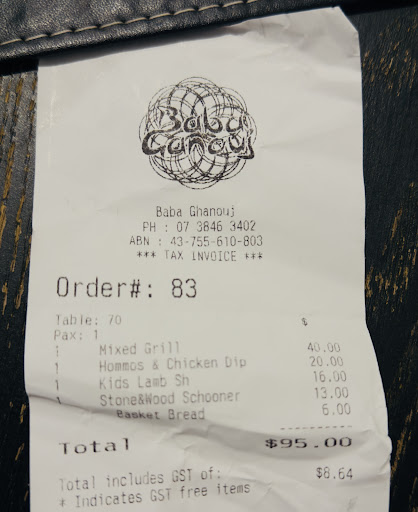 Baba
Ganouj
Baba Ghanouj
PH : 07 3846 3402
ABN : 43-755-610-803
*** TAX INVOICE ***
Order#: 83
Table: 70 $
Pax: 1
1 Mixed Grill 40.00
1 Hommos & Chicken Dip 20.00
1 Kids Lamb Sh 16.00
1 Stone&Wood Schooner 13.00
Basket Bread 6.00
Total $95.00
Total includes GST of: $8.64
* Indicates GST free items